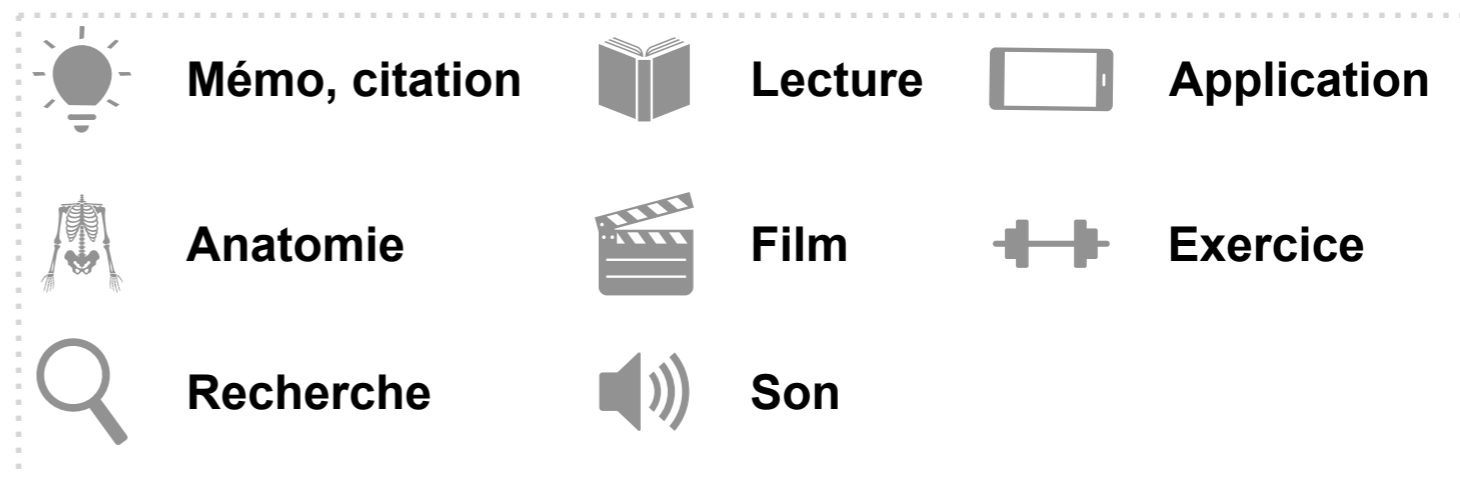 Mémo, citation Lecture Application
Anatomie Film Exercice
Recherche Son